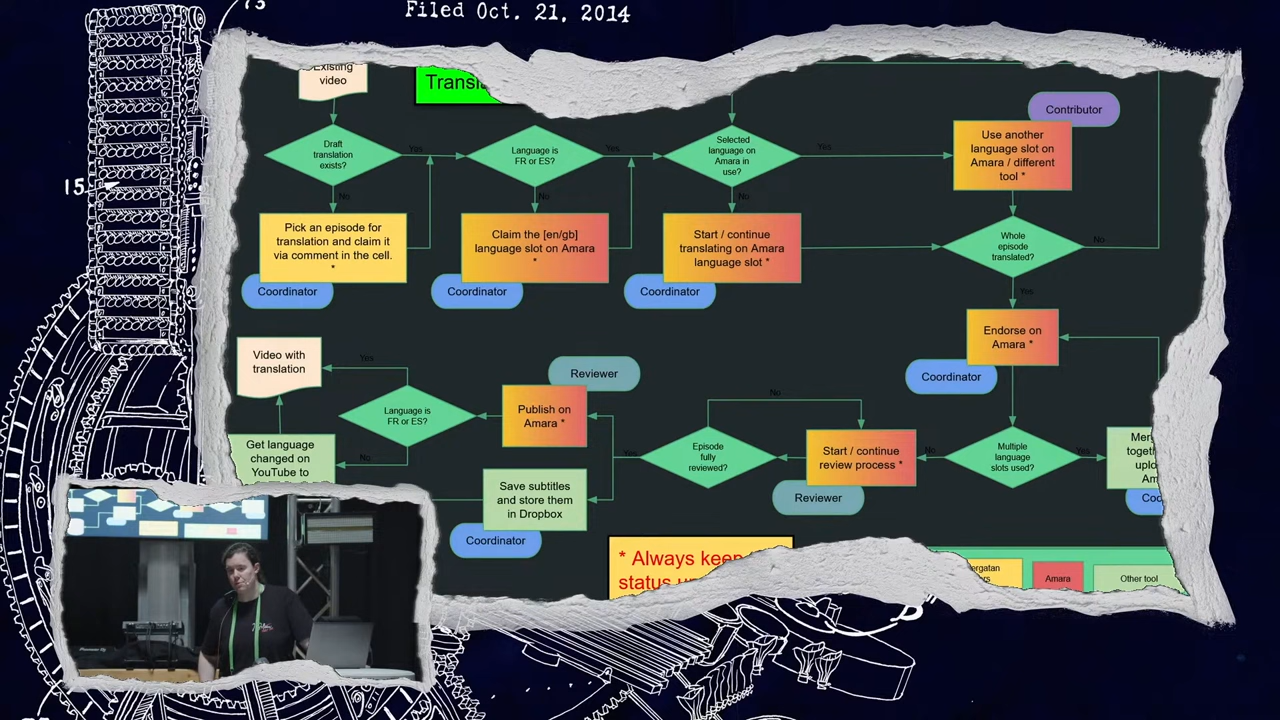 Filed Oct. 21, 2014
15
Existing
video
Draft
translation
exists?
Yes
No
Language is
FR or ES?
Yes
No
Selected
language on
Amara in
use?
Yes
No
Contributor
Use another
language slot on
Amara / different
tool *
Pick an episode for
translation and claim it
via comment in the cell.
*
Coordinator
Claim the [en/gb]
language slot on Amara
*
Coordinator
Start / continue
translating on Amara
language slot *
Coordinator
Whole
episode
translated?
No
Yes
Endorse on
Amara *
Coordinator
Video with
translation
Yes
Language is
FR or ES?
No
Get language
changed on
YouTube to
Reviewer
Publish on
Amara *
Save subtitles
and store them
in Dropbox
Coordinator
Yes
Episode
fully
reviewed?
No
Start / continue
review process *
Reviewer
No
Multiple
language
slots used?
Yes
* Always keep
Amara
Other tool